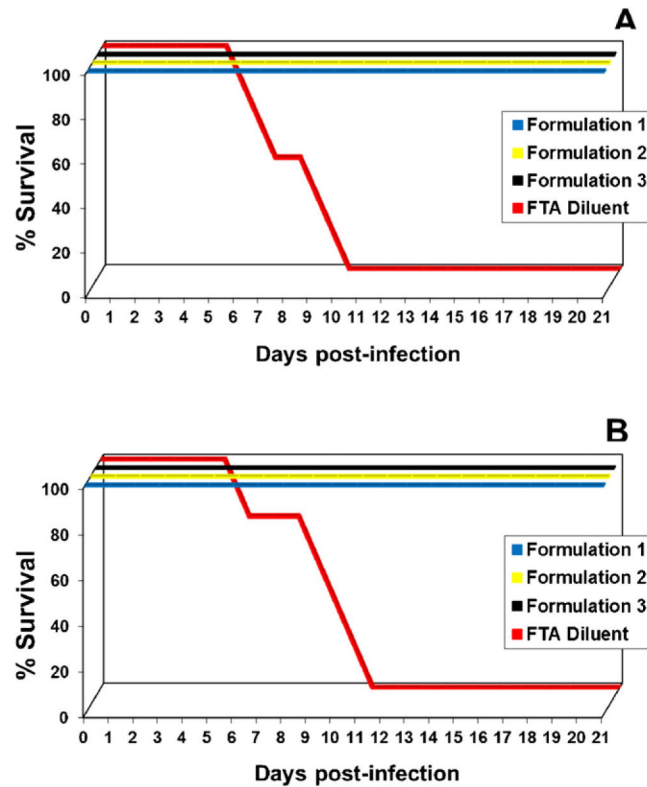 A
100
80
60
40
20
0
% Survival
0 1 2 3 4 5 6 7 8 9 10 11 12 13 14 15 16 17 18 19 20 21
Days post-infection
Formulation 1
Formulation 2
Formulation 3
FTA Diluent
B
100
80
60
40
20
0
% Survival
0 1 2 3 4 5 6 7 8 9 10 11 12 13 14 15 16 17 18 19 20 21
Days post-infection
Formulation 1
Formulation 2
Formulation 3
FTA Diluent